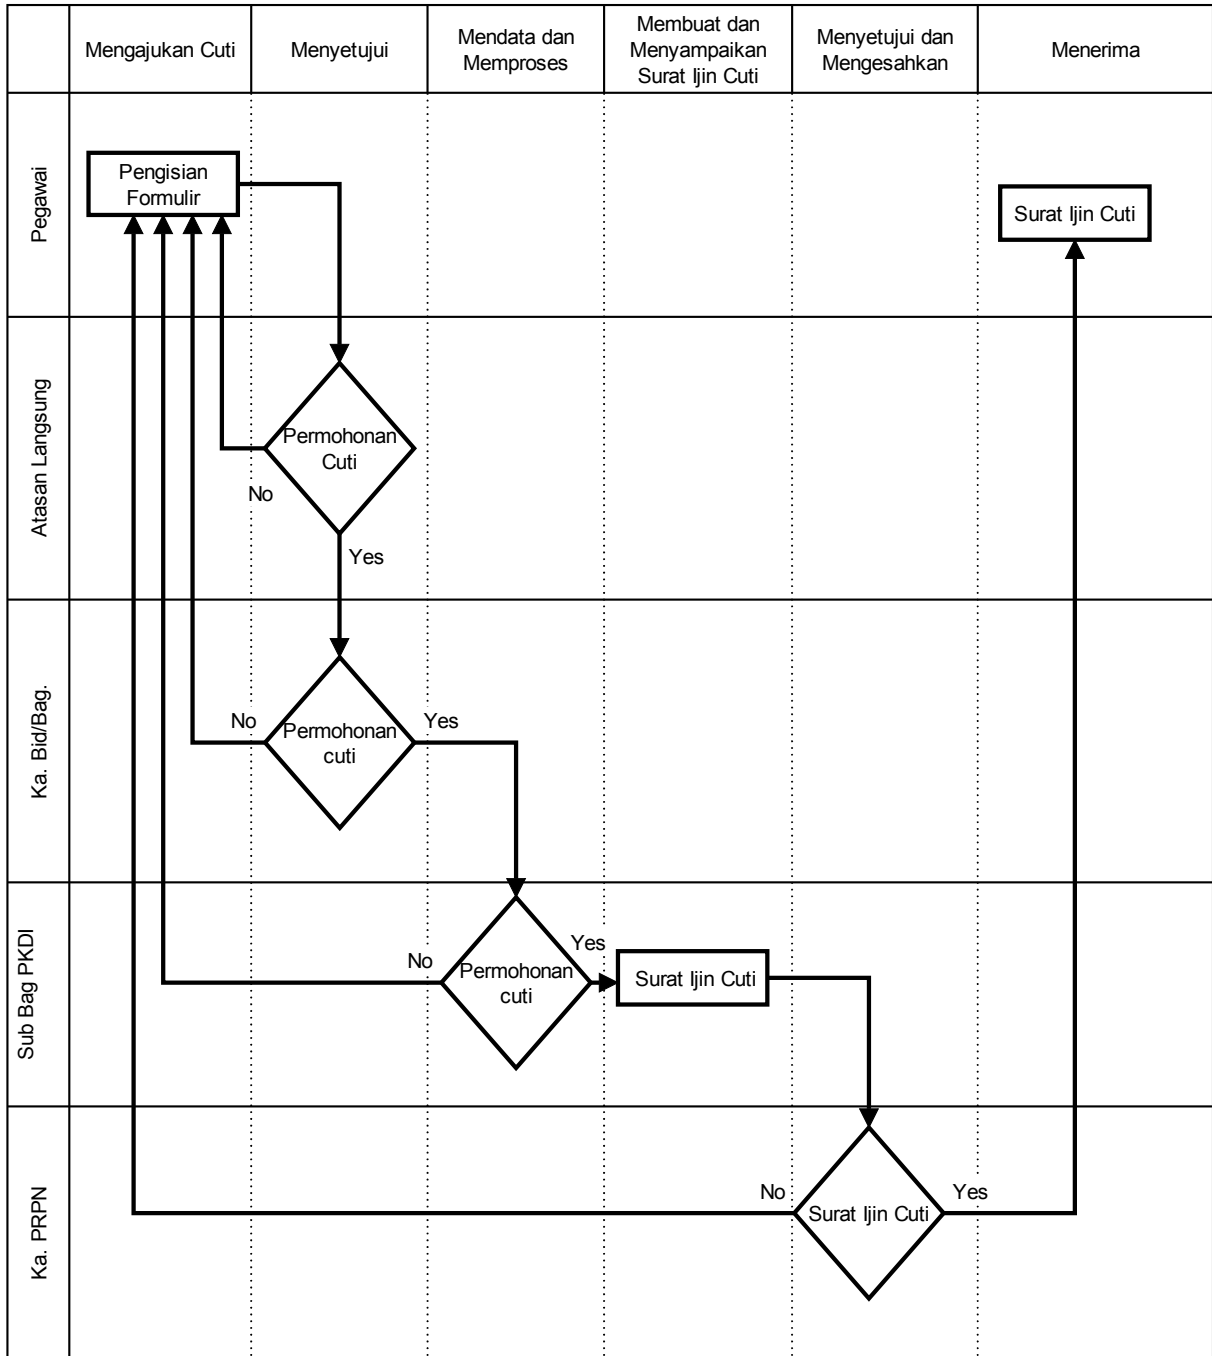 Mengajukan Cuti
Menyetujui
Mendata dan
Memproses
Membuat dan
Menyampaikan
Surat Ijin Cuti
Menyetujui dan
Mengesahkan
Menerima
Pegawai
Pengisian
Formulir
Surat Ijin Cuti
Atasan Langsung
Permohonan
Cuti
No
Yes
Ka. Bid/Bag.
No
Permohonan
cuti
Yes
Sub Bag PKDI
No
Permohonan
cuti
Yes
Surat Ijin Cuti
Ka. PRPN
No
Surat Ijin Cuti
Yes